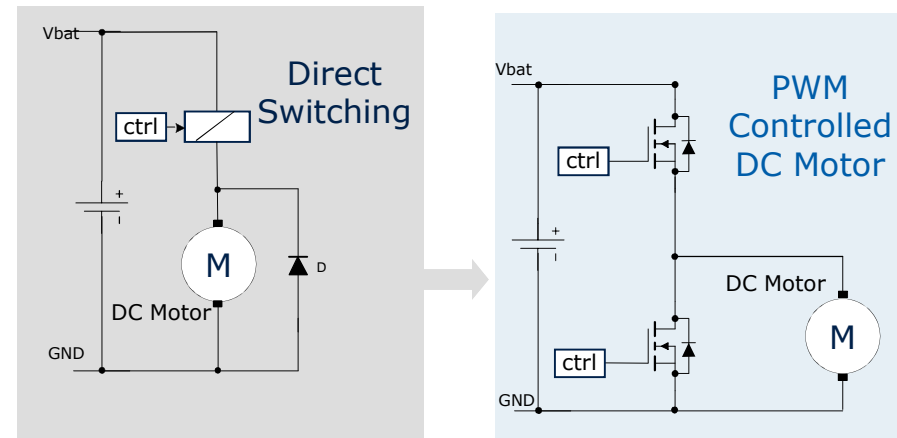 Vbat
Direct
Switching
ctrl
+
M
D
DC Motor
GND
Vbat
PWM
Controlled
DC Motor
ctrl
+
DC Motor
M
ctrl
GND